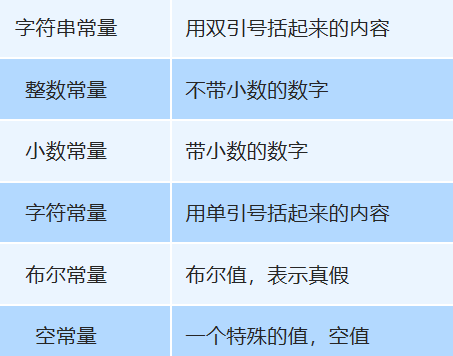 字符串常量 用双引号括起来的内容
整数常量 不带小数的数字
小数常量 带小数的数字
字符常量 用单引号括起来的内容
布尔常量 布尔值，表示真假
空常量 一个特殊的值，空值